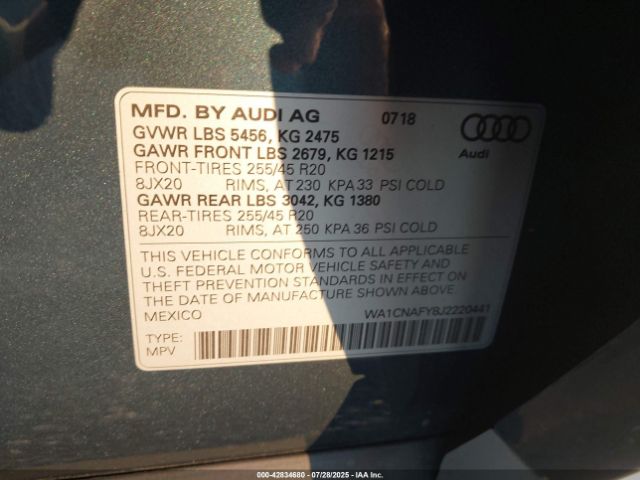 MFD. BY AUDI AG 07 18
GVWR LBS 5456, KG 2475
GAWR FRONT LBS 2679, KG 1215
FRONT-TIRES 255/45 R20
8JX20 RIMS, AT 230 KPA 33 PSI COLD
GAWR REAR LBS 3042, KG 1380
REAR-TIRES 255/45 R20
8JX20 RIMS, AT 250 KPA 36 PSI COLD
Audi
THIS VEHICLE CONFORMS TO ALL APPLICABLE
U.S. FEDERAL MOTOR VEHICLE SAFETY AND
THEFT PREVENTION STANDARDS IN EFFECT ON
THE DATE OF MANUFACTURE SHOWN ABOVE.
MEXICO WA1CNAFY8J2220441
TYPE:
MPV
000-42834680 | 07/28/2025 - IAAI.COM